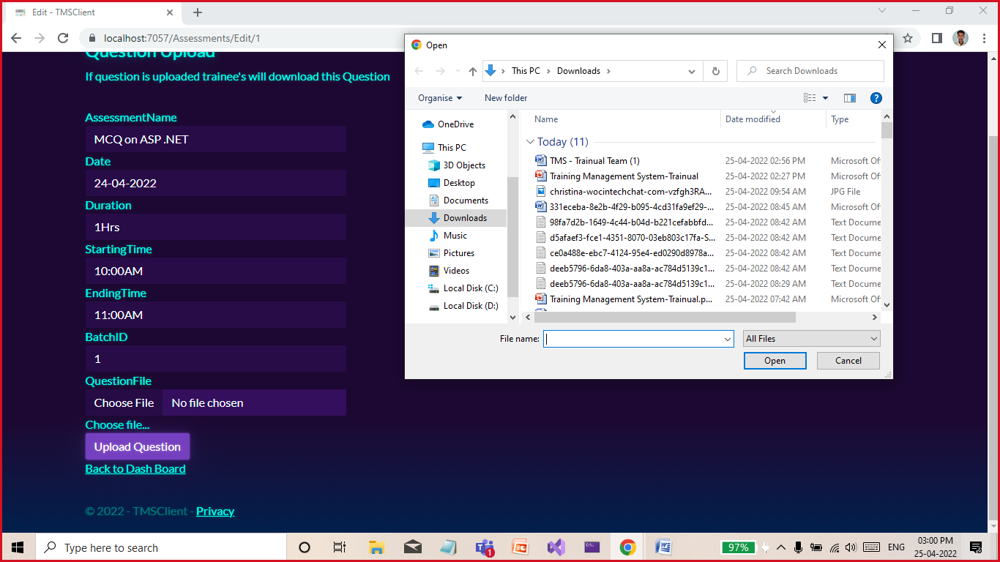 Edit - TMSClient
localhost:7057/Assessments/Edit/1
Question Upload
If question is uploaded trainee's will download this Question
AssessmentName
MCQ on ASP .NET
Date
24-04-2022
Duration
1Hrs
StartingTime
10:00AM
EndingTime
11:00AM
BatchID
1
QuestionFile
Choose File No file chosen
Choose file...
Upload Question
Back to Dash Board
© 2022 - TMSClient - Privacy
Open
This PC Downloads
Search Downloads
Organise New folder
OneDrive
This PC
3D Objects
Desktop
Documents
Downloads
Music
Pictures
Videos
Local Disk (C:)
Local Disk (D:)
Name Date modified Type
Today (11)
TMS - Trainual Team (1) 25-04-2022 02:56 PM Microsoft Of
Training Management System-Trainual 25-04-2022 02:27 PM Microsoft Of
christina-wocintechchat-com-vzfgh3RA... 25-04-2022 09:54 AM JPG File
331eceba-8e2b-4f29-b095-4cd31fa9ef29-... 25-04-2022 08:45 AM Microsoft Of
98fa7d2b-1649-4c44-b04d-b221cefabbfd... 25-04-2022 08:42 AM Text Docume
d5afaef3-fce1-4351-8070-03eb803c17fa-S... 25-04-2022 08:42 AM Text Docume
ce0a488e-ebc7-4124-95e4-ed0290d8978a... 25-04-2022 08:42 AM Text Docume
deeb5796-6da8-403a-aa8a-ac784d5139c1... 25-04-2022 08:42 AM Text Docume
deeb5796-6da8-403a-aa8a-ac784d5139c1... 25-04-2022 08:29 AM Text Docume
Training Management System-Trainual.p... 25-04-2022 07:42 AM Microsoft Of
File name: All Files
Open Cancel
Type here to search
1
97%
ENG
03:00 PM
25-04-2022